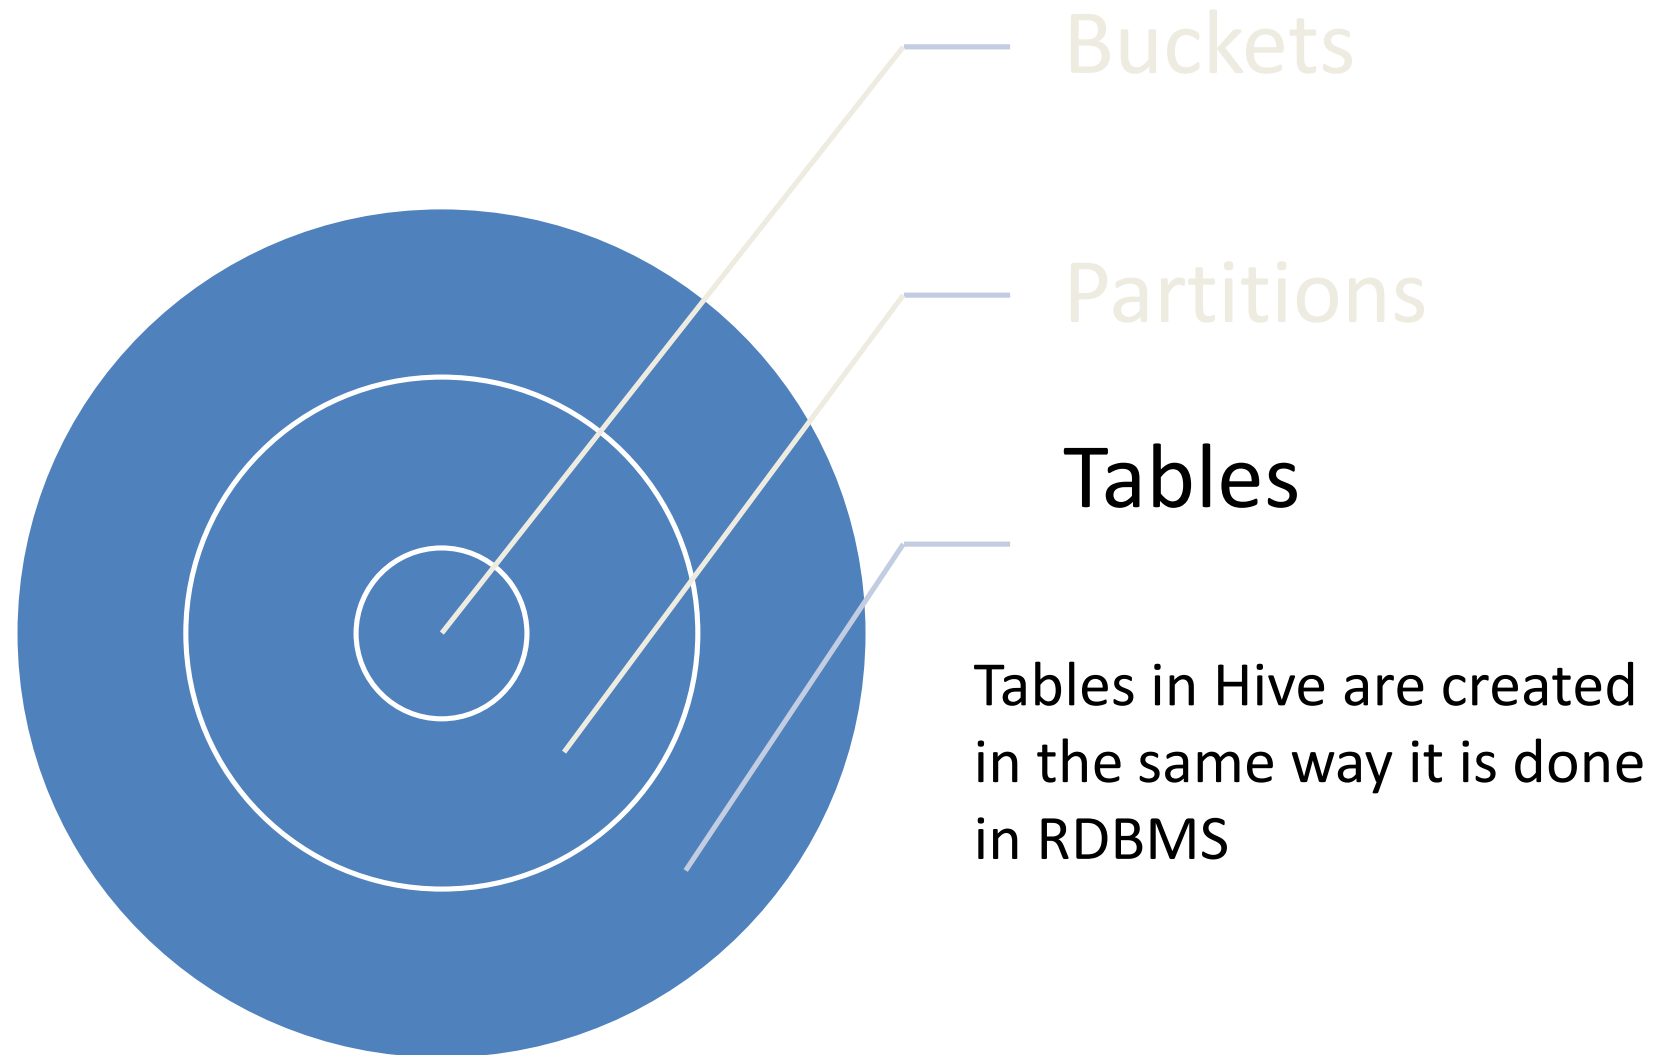 Buckets
Partitions
Tables
Tables in Hive are created
in the same way it is done
in RDBMS